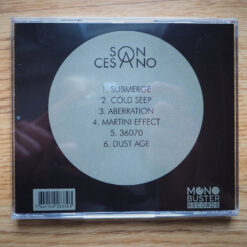 SON
CESANO
1. SUBMERGE
2. COLD SEEP
3. ABERRATION
4. MARTINI EFFECT
5. 36070
6. DUST AGE
MONO
BUSTER
RECORDS